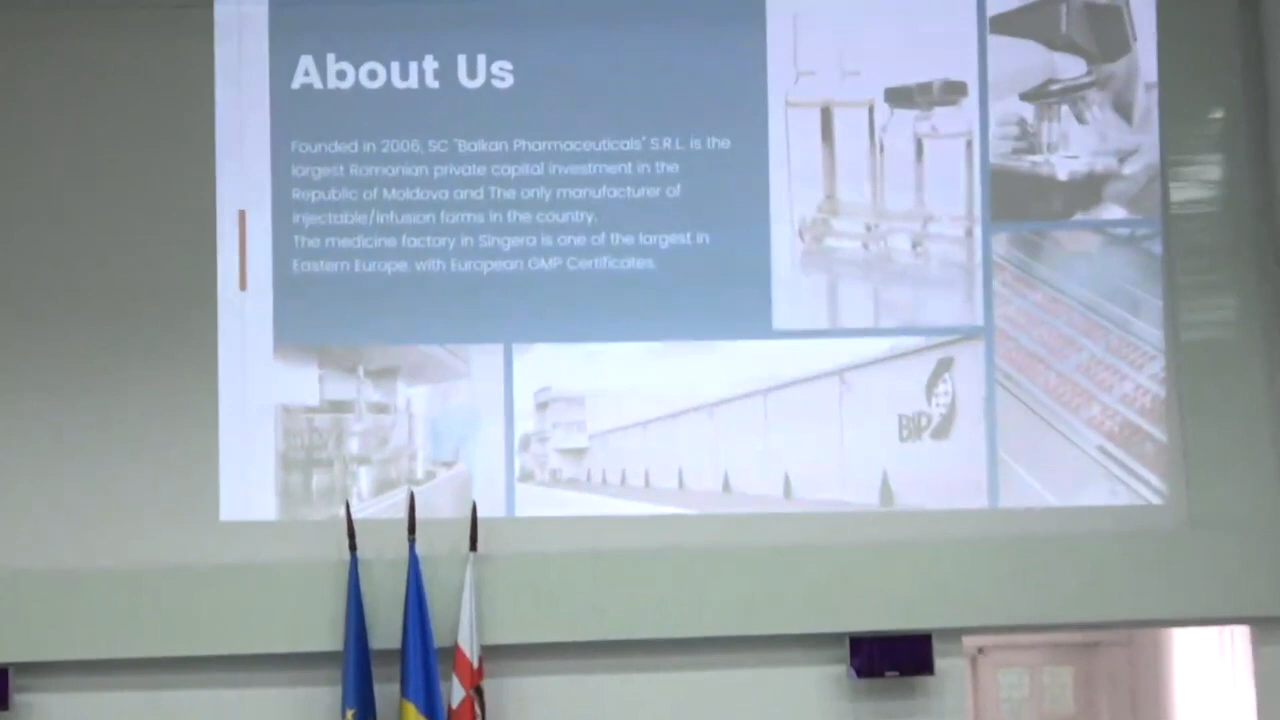 About Us
Founded in 2006, SC "Balkan Pharmaceuticals" S.R.L. is the
largest Romanian private capital investment in the
Republic of Moldova and The only manufacturer of
injectable/infusion forms in the country.
The medicine factory in Singera is one of the largest in
Eastern Europe, with European GMP Certificates.
BP